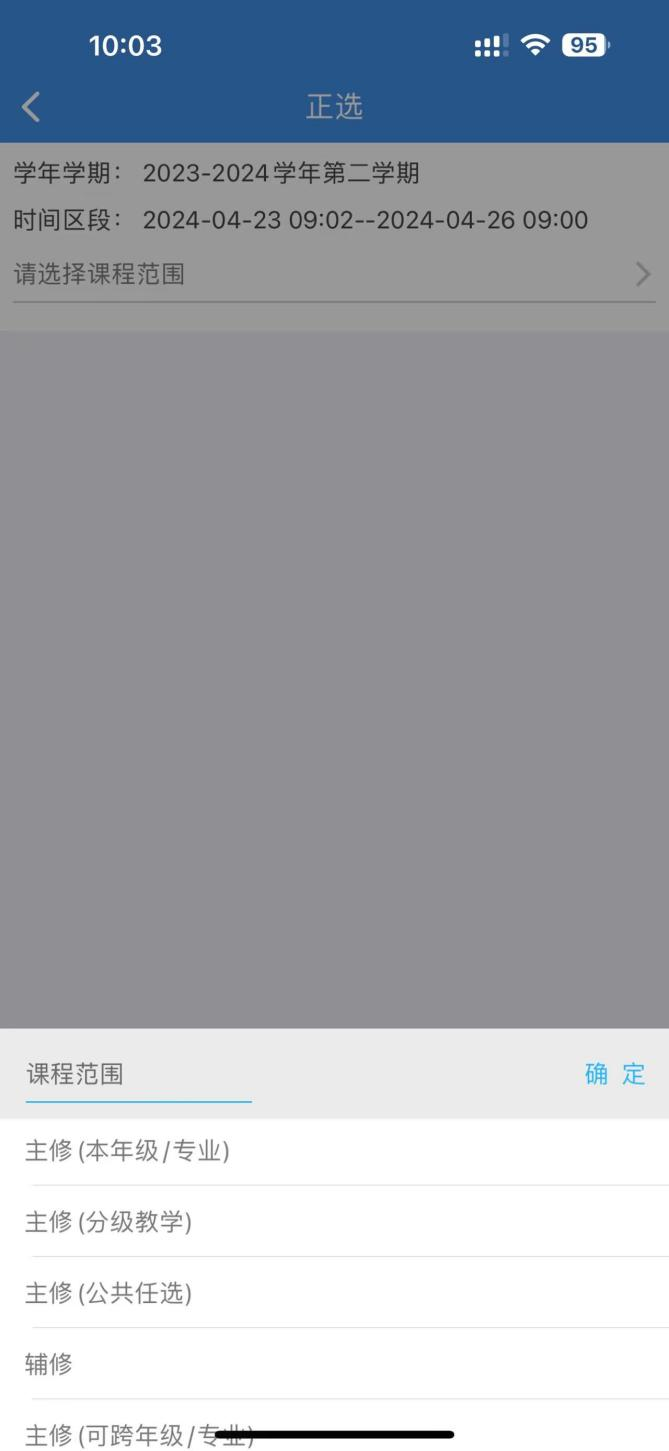 10:03
95
正选
学年学期： 2023-2024学年第二学期
时间区段： 2024-04-23 09:02--2024-04-26 09:00
请选择课程范围
课程范围
确 定
主修(本年级/专业)
主修(分级教学)
主修(公共任选)
辅修
主修(可跨年级/专业)